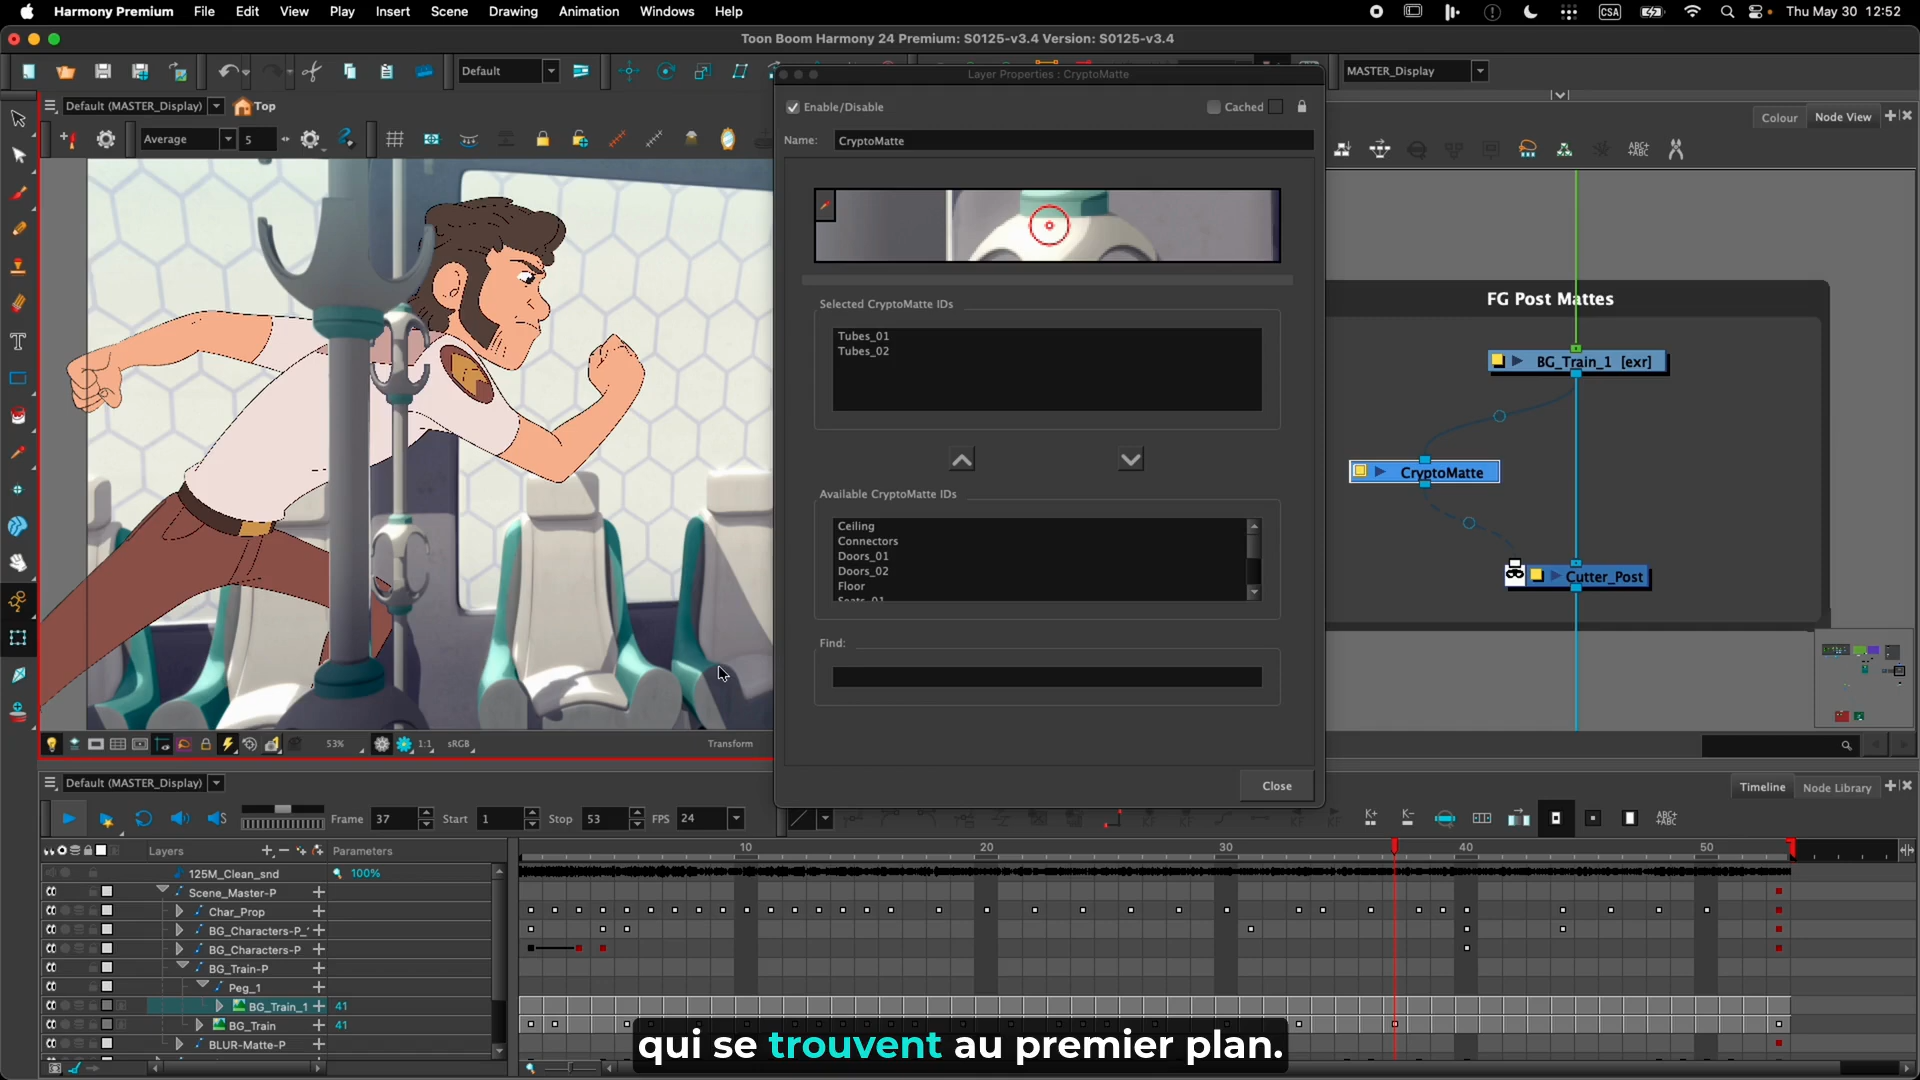 Harmony Premium File Edit View Play Insert Scene Drawing Animation Windows Help
CSA Thu May 30 12:52
Toon Boom Harmony 24 Premium: S0125-v3.4 Version: S0125-v3.4
Default
MASTER_Display
Layer Properties : CryptoMatte
Default (MASTER_Display) Top
Enable/Disable
Cached
Average 5
Name: CryptoMatte
Colour Node View
Selected CryptoMatte IDs
Tubes_01
Tubes_02
Available CryptoMatte IDs
Ceiling
Connectors
Doors_01
Doors_02
Floor
Seats_01
Find:
Close
FG Post Mattes
BG_Train_1 [exr]
CryptoMatte
Cutter_Post
53% 1:1 sRGB Transform
Default (MASTER_Display)
Timeline Node Library
Frame 37 Start 1 Stop 53 FPS 24
Layers Parameters
10 20 30 40 50
125M_Clean_snd 100%
Scene_Master-P
Char_Prop
BG_Characters-P_
BG_Characters-P
BG_Train-P
Peg_1
BG_Train_1 41
BG_Train 41
BLUR-Matte-P
qui se trouvent au premier plan.